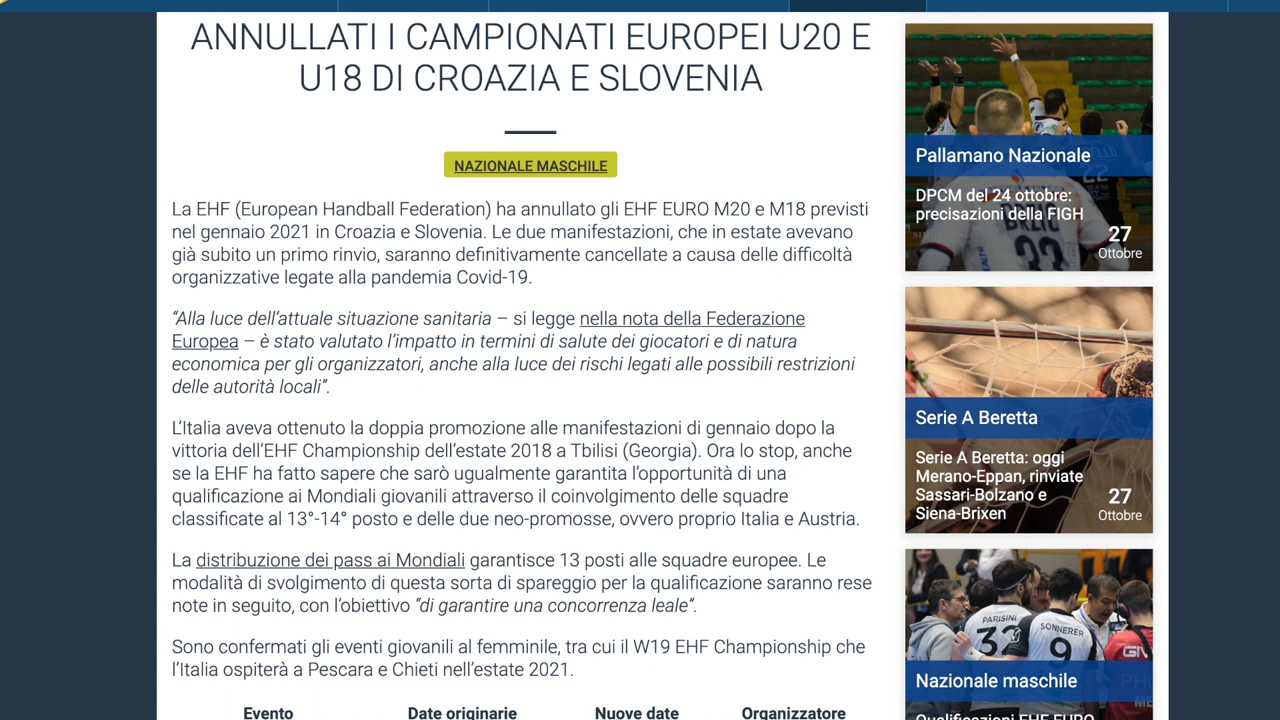 ANNULLATI I CAMPIONATI EUROPEI U20 E
U18 DI CROAZIA E SLOVENIA
NAZIONALE MASCHILE
La EHF (European Handball Federation) ha annullato gli EHF EURO M20 e M18 previsti
nel gennaio 2021 in Croazia e Slovenia. Le due manifestazioni, che in estate avevano
già subito un primo rinvio, saranno definitivamente cancellate a causa delle difficoltà
organizzative legate alla pandemia Covid-19.
“Alla luce dell’attuale situazione sanitaria – si legge nella nota della Federazione
Europea – è stato valutato l’impatto in termini di salute dei giocatori e di natura
economica per gli organizzatori, anche alla luce dei rischi legati alle possibili restrizioni
delle autorità locali”.
L’Italia aveva ottenuto la doppia promozione alle manifestazioni di gennaio dopo la
vittoria dell’EHF Championship dell’estate 2018 a Tbilisi (Georgia). Ora lo stop, anche
se la EHF ha fatto sapere che sarò ugualmente garantita l’opportunità di una
qualificazione ai Mondiali giovanili attraverso il coinvolgimento delle squadre
classificate al 13°-14° posto e delle due neo-promosse, ovvero proprio Italia e Austria.
La distribuzione dei pass ai Mondiali garantisce 13 posti alle squadre europee. Le
modalità di svolgimento di questa sorta di spareggio per la qualificazione saranno rese
note in seguito, con l’obiettivo “di garantire una concorrenza leale”.
Sono confermati gli eventi giovanili al femminile, tra cui il W19 EHF Championship che
l’Italia ospiterà a Pescara e Chieti nell’estate 2021.
Evento Date originarie Nuove date Organizzatore
Pallamano Nazionale
DPCM del 24 ottobre:
precisazioni della FIGH
27
Ottobre
33
22
Serie A Beretta
Serie A Beretta: oggi
Merano-Eppan, rinviate
Sassari-Bolzano e
Siena-Brixen
27
Ottobre
PARISINI
32
SONNERER
9
Nazionale maschile
Qualificazioni EHF EURO